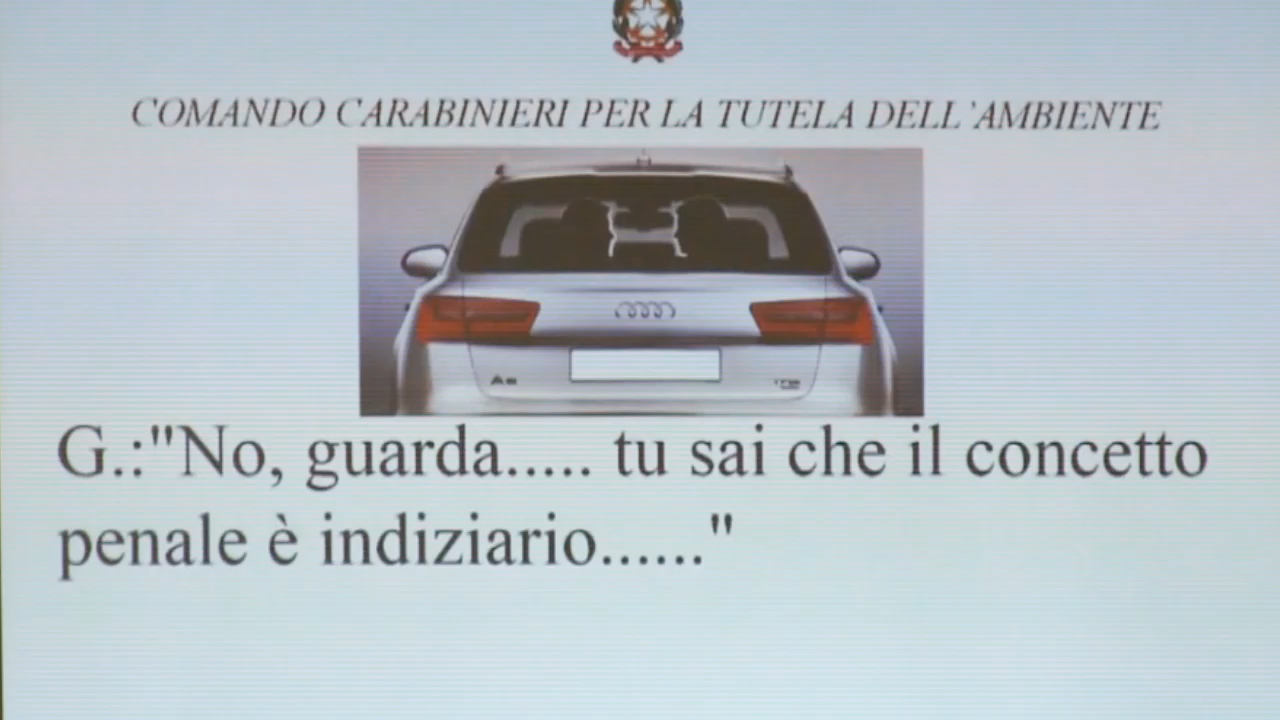 COMANDO CARABINIERI PER LA TUTELA DELL'AMBIENTE
G.:"No, guarda..... tu sai che il concetto
penale è indiziario......"